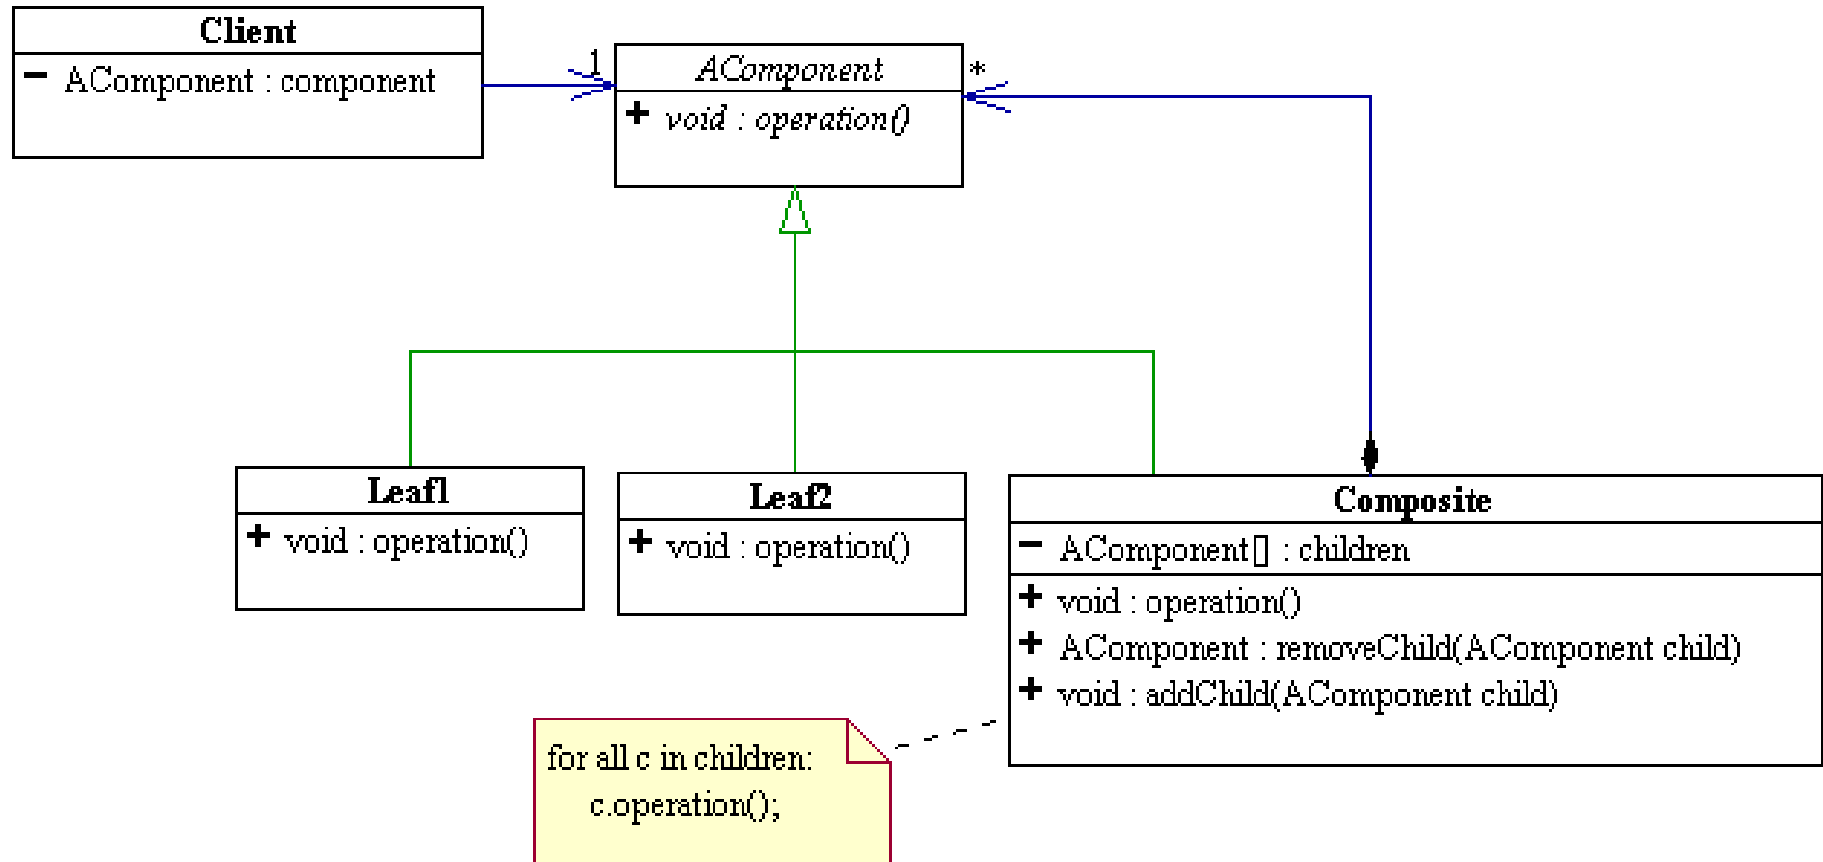 Client
- AComponent : component
1
AComponent
*
+ void : operation()
Leaf1
+ void : operation()
Leaf2
+ void : operation()
Composite
- AComponent[] : children
+ void : operation()
+ AComponent : removeChild(AComponent child)
+ void : addChild(AComponent child)
for all c in children:
c.operation();